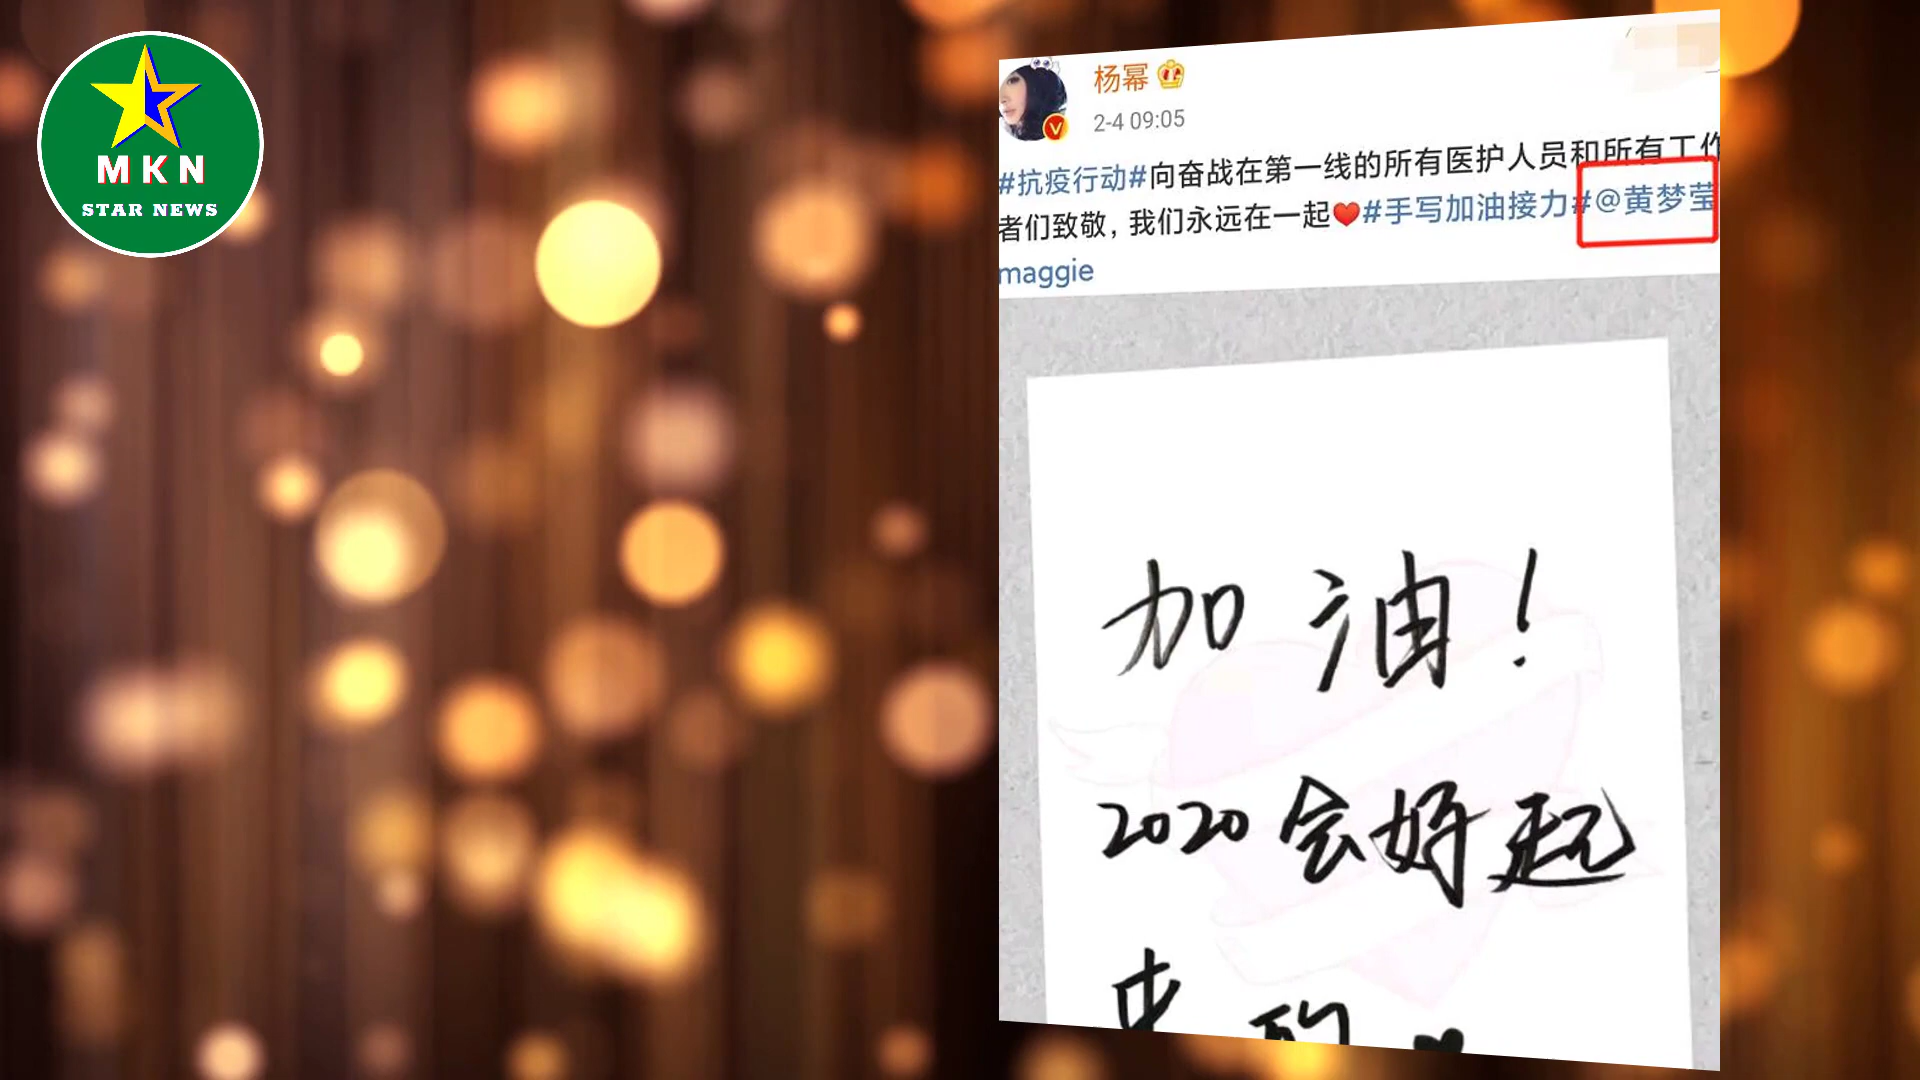 MKN
STAR NEWS
杨幂
2-4 09:05
#抗疫行动#向奋战在第一线的所有医护人员和所有工作
者们致敬,我们永远在一起❤#手写加油接力#@黄梦莹
maggie
加油!
2020会好起
来的